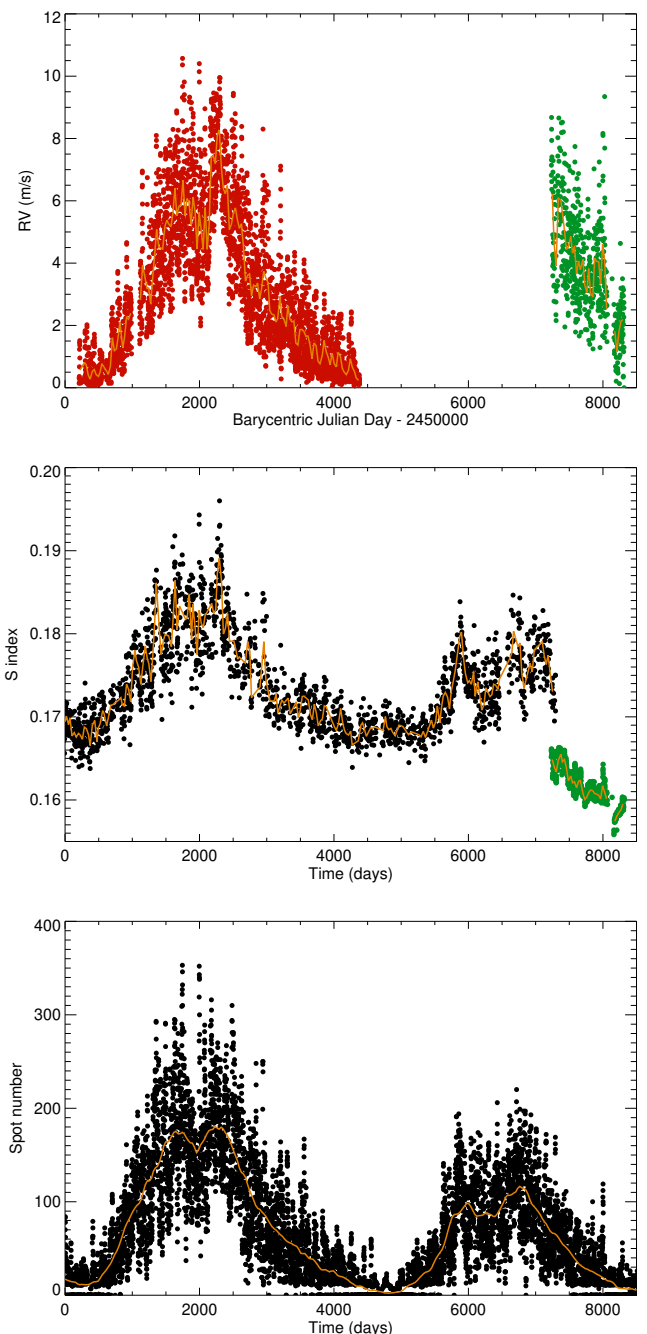 12
10
8
6
4
2
0
RV (m/s)
0 2000 4000 6000 8000
Barycentric Julian Day - 2450000
0.20
0.19
0.18
0.17
0.16
S index
0 2000 4000 6000 8000
Time (days)
400
300
200
100
0
Spot number
0 2000 4000 6000 8000
Time (days)